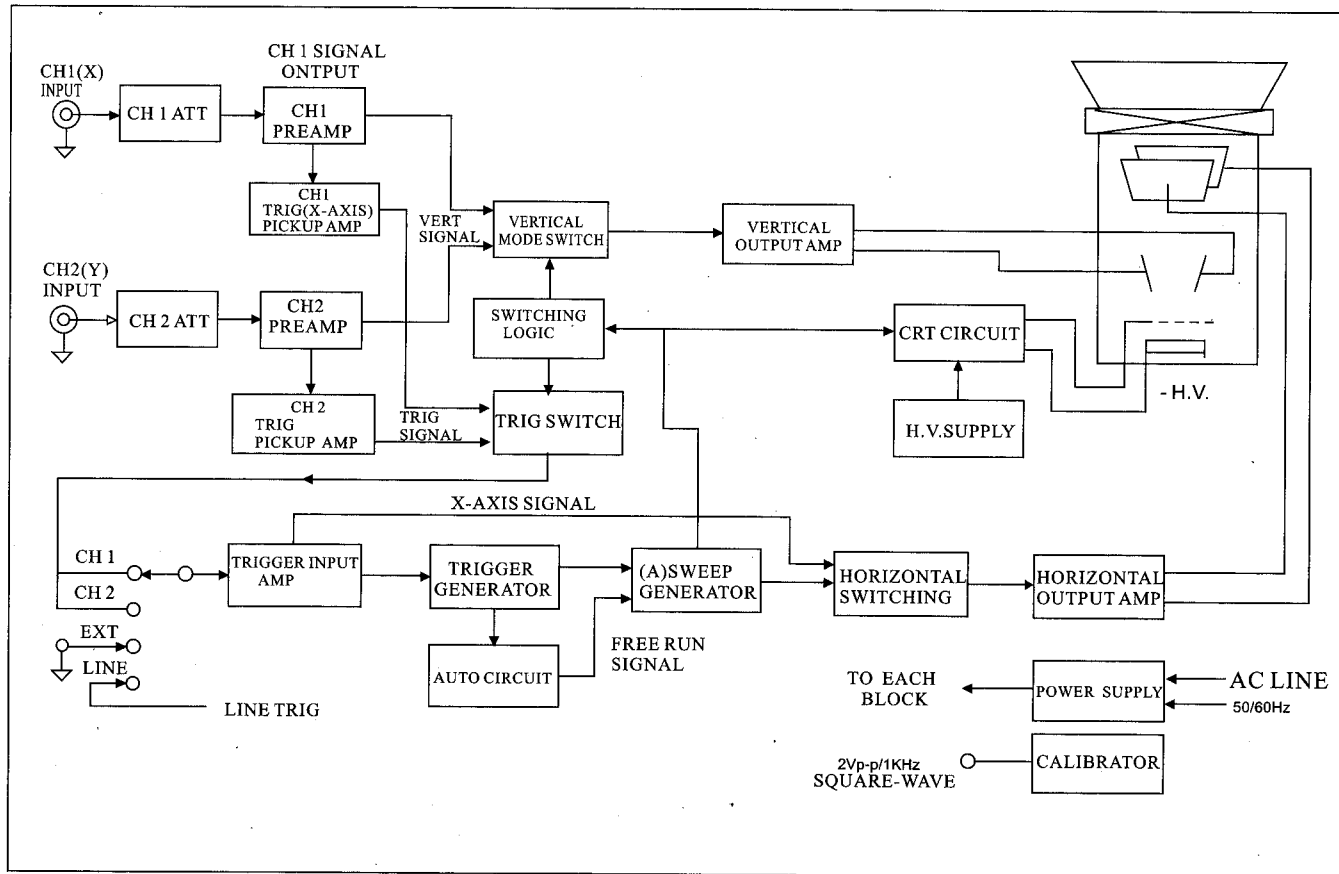 CH 1 SIGNAL
ONTPUT
CH1(X)
INPUT
CH 1 ATT
CH1
PREAMP
CH1
TRIG(X-AXIS)
PICKUP AMP
VERT
SIGNAL
VERTICAL
MODE SWITCH
VERTICAL
OUTPUT AMP
CH2(Y)
INPUT
CH 2 ATT
CH2
PREAMP
SWITCHING
LOGIC
CRT CIRCUIT
- H.V.
CH 2
TRIG
PICKUP AMP
TRIG
SIGNAL
TRIG SWITCH
H.V.SUPPLY
X-AXIS SIGNAL
CH 1
CH 2
EXT
LINE
LINE TRIG
TRIGGER INPUT
AMP
TRIGGER
GENERATOR
(A)SWEEP
GENERATOR
HORIZONTAL
SWITCHING
HORIZONTAL
OUTPUT AMP
AUTO CIRCUIT
FREE RUN
SIGNAL
TO EACH
BLOCK
POWER SUPPLY
AC LINE
50/60Hz
2Vp-p/1KHz
SQUARE-WAVE
CALIBRATOR